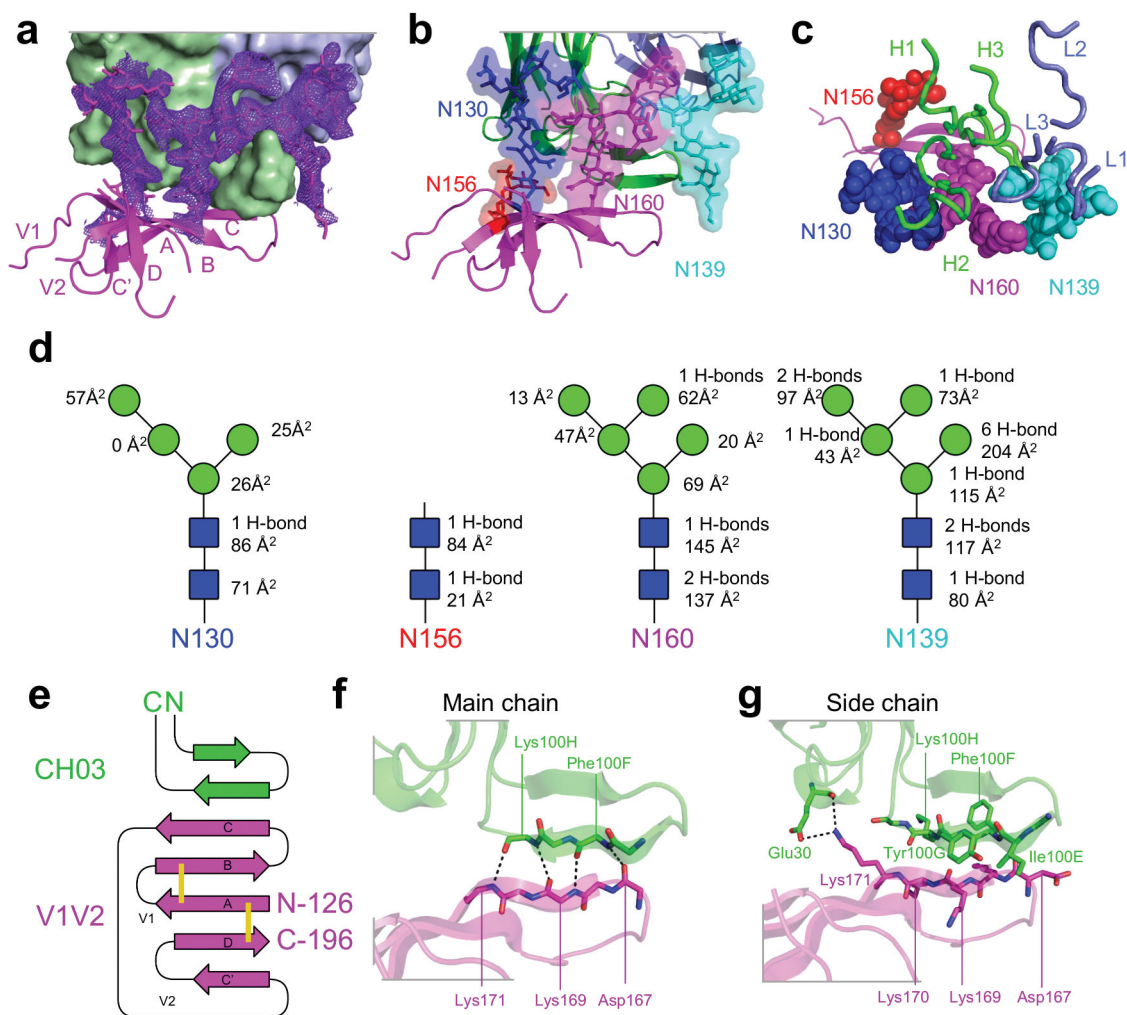 a
V1
V2
C'
D
A
B
C
b
N130
N156
N160
N139
c
H1
H3
L2
N156
L3
L1
N130
H2
N160
N139
d
57Å²
0 Å²
25Å²
26Å²
1 H-bond
86 Å²
71 Å²
N130
1 H-bond
84 Å²
1 H-bond
21 Å²
N156
13 Å²
1 H-bonds
62Å²
47Å²
20 Å²
69 Å²
1 H-bonds
145 Å²
2 H-bonds
137 Å²
N160
2 H-bonds
97 Å²
1 H-bond
73Å²
1 H-bond
43 Å²
6 H-bond
204 Å²
1 H-bond
115 Å²
2 H-bonds
117 Å²
1 H-bond
80 Å²
N139
e
CN
CH03
C
B
A
V1
N-126
V1V2
D
C-196
C'
V2
f
Main chain
Lys100H
Phe100F
Lys171
Lys169
Asp167
g
Side chain
Lys100H
Phe100F
Glu30
Tyr100G
Ile100E
Lys171
Lys170
Lys169
Asp167